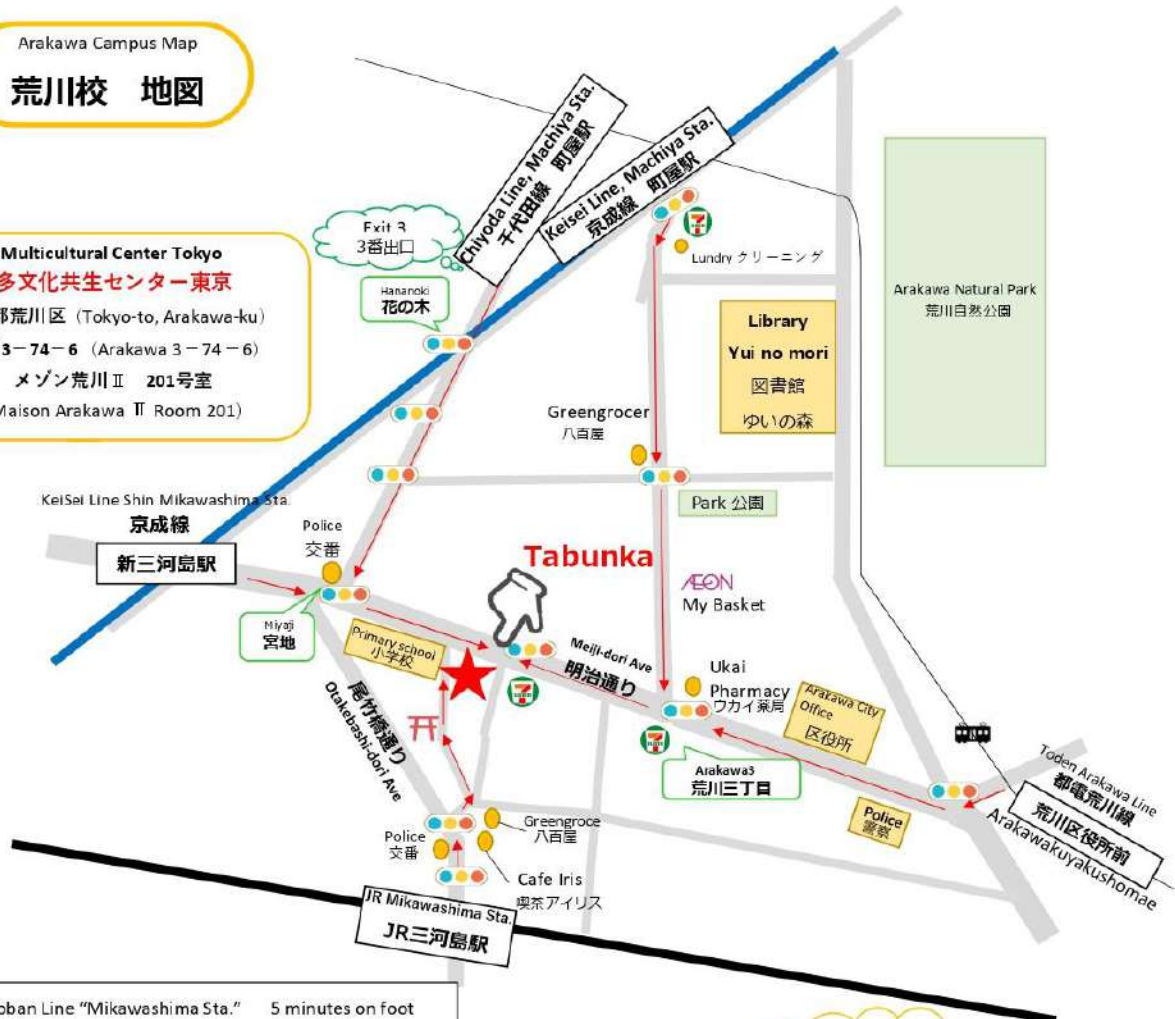 Arakawa Campus Map
荒川校 地図
Multicultural Center Tokyo
多文化共生センター東京
荒川区 (Tokyo-to, Arakawa-ku)
3－74－6 (Arakawa 3－74－6)
メゾン荒川Ⅱ 201号室
Maison Arakawa Ⅱ Room 201)
Exit 3
3番出口
Chiyoda Line, Machiya Sta.
千代田線 町屋駅
Keisei Line, Machiya Sta.
京成線 町屋駅
Hananoki
花の木
7
Lundry クリーニング
Arakawa Natural Park
荒川自然公園
Library
Yui no mori
図書館
ゆいの森
Greengrocer
八百屋
Park 公園
KeiSei Line Shin Mikawashima Sta.
京成線
新三河島駅
Police
交番
Miyaji
宮地
Tabunka
ÆON
My Basket
Primary school
小学校
Meiji-dori Ave
明治通り
7
Ukai
Pharmacy
ウカイ薬局
Arakawa City
Office
区役所
7
Arakawa3
荒川三丁目
尾竹橋通り
Otakebashi-dori Ave
Toden Arakawa Line
都電荒川線
荒川区役所前
Arakawakuyakushomae
Police
警察
Police
交番
Greengroce
八百屋
Cafe Iris
喫茶アイリス
JR Mikawashima Sta.
JR三河島駅
oban Line “Mikawashima Sta.” 5 minutes on foot